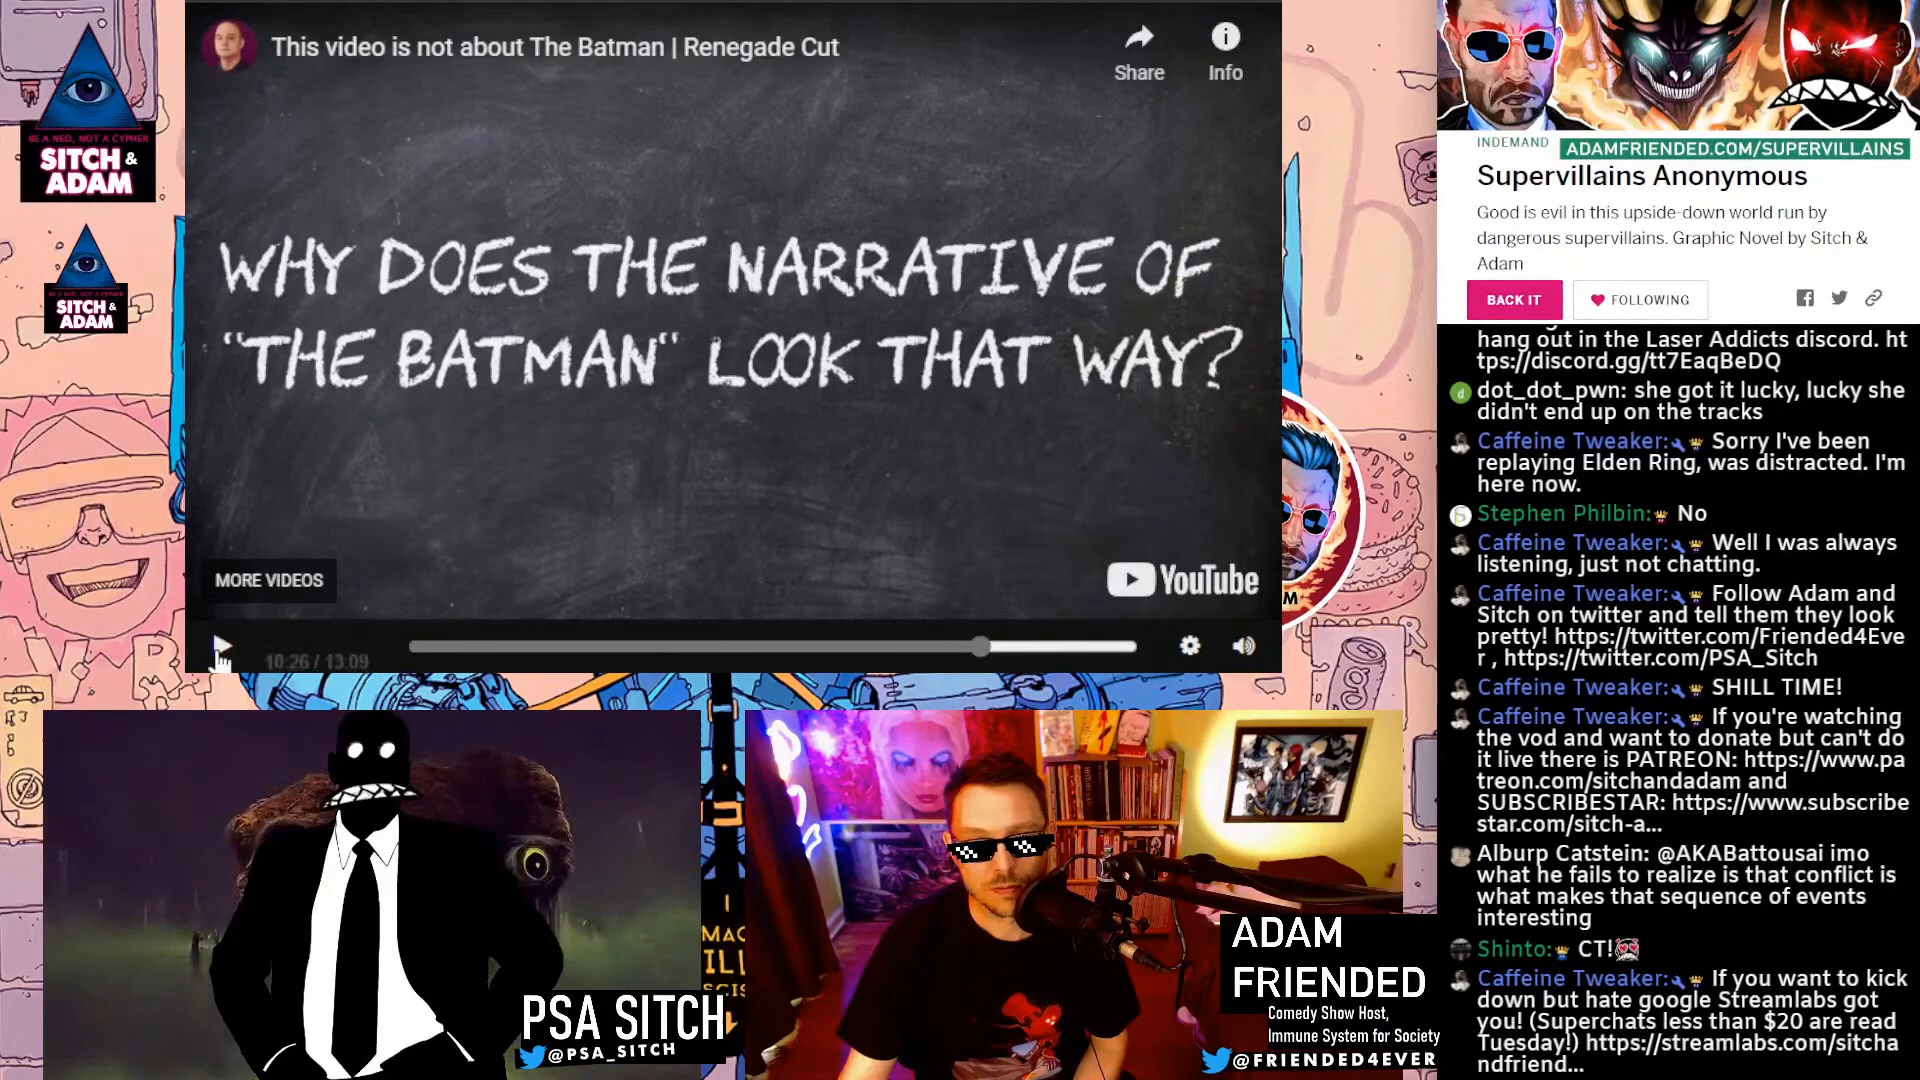 BE A NEO, NOT A CYPHER
SITCH &
ADAM
BE A NEO, NOT A CYPHER
SITCH &
ADAM
This video is not about The Batman | Renegade Cut
Share
Info
WHY DOES THE NARRATIVE OF
"THE BATMAN" LOOK THAT WAY?
MORE VIDEOS
YouTube
10:26 / 13:09
PSA SITCH
@PSA_SITCH
ADAM
FRIENDED
Comedy Show Host,
Immune System for Society
@FRIENDED4EVER
INDEMAND
ADAMFRIENDED.COM/SUPERVILLAINS
Supervillains Anonymous
Good is evil in this upside-down world run by
dangerous supervillains. Graphic Novel by Sitch &
Adam
BACK IT
FOLLOWING
hang out in the Laser Addicts discord. ht
tps://discord.gg/tt7EaqBeDQ
dot_dot_pwn: she got it lucky, lucky she
didn't end up on the tracks
Caffeine Tweaker: Sorry I've been
replaying Elden Ring, was distracted. I'm
here now.
Stephen Philbin: No
Caffeine Tweaker: Well I was always
listening, just not chatting.
Caffeine Tweaker: Follow Adam and
Sitch on twitter and tell them they look
pretty! https://twitter.com/Friended4Eve
r , https://twitter.com/PSA_Sitch
Caffeine Tweaker: SHILL TIME!
Caffeine Tweaker: If you're watching
the vod and want to donate but can't do
it live there is PATREON: https://www.pa
treon.com/sitchandadam and
SUBSCRIBESTAR: https://www.subscribe
star.com/sitch-a...
Alburp Catstein: @AKABattousai imo
what he fails to realize is that conflict is
what makes that sequence of events
interesting
Shinto: CT!
Caffeine Tweaker: If you want to kick
down but hate google Streamlabs got
you! (Superchats less than $20 are read
Tuesday!) https://streamlabs.com/sitcha
ndfriend...